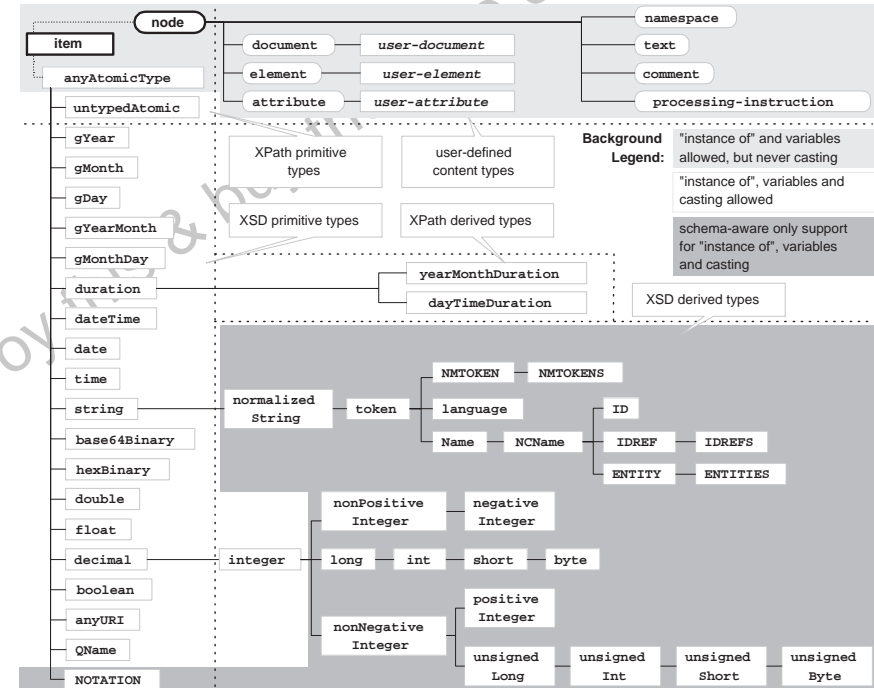 node
namespace
item
document
user-document
text
element
user-element
comment
anyAtomicType
attribute
user-attribute
processing-instruction
untypedAtomic
gYear
gMonth
gDay
gYearMonth
gMonthDay
duration
dateTime
date
time
string
base64Binary
hexBinary
double
float
decimal
boolean
anyURI
QName
NOTATION
XPath primitive
types
user-defined
content types
Background
Legend:
"instance of" and variables
allowed, but never casting
"instance of", variables and
casting allowed
schema-aware only support
for "instance of", variables
and casting
XSD primitive types
XPath derived types
yearMonthDuration
dayTimeDuration
XSD derived types
normalized
String
token
NMTOKEN
NMTOKENS
language
Name
NCName
ID
IDREF
IDREFS
ENTITY
ENTITIES
integer
nonPositive
Integer
negative
Integer
long
int
short
byte
nonNegative
Integer
positive
Integer
unsigned
Long
unsigned
Int
unsigned
Short
unsigned
Byte